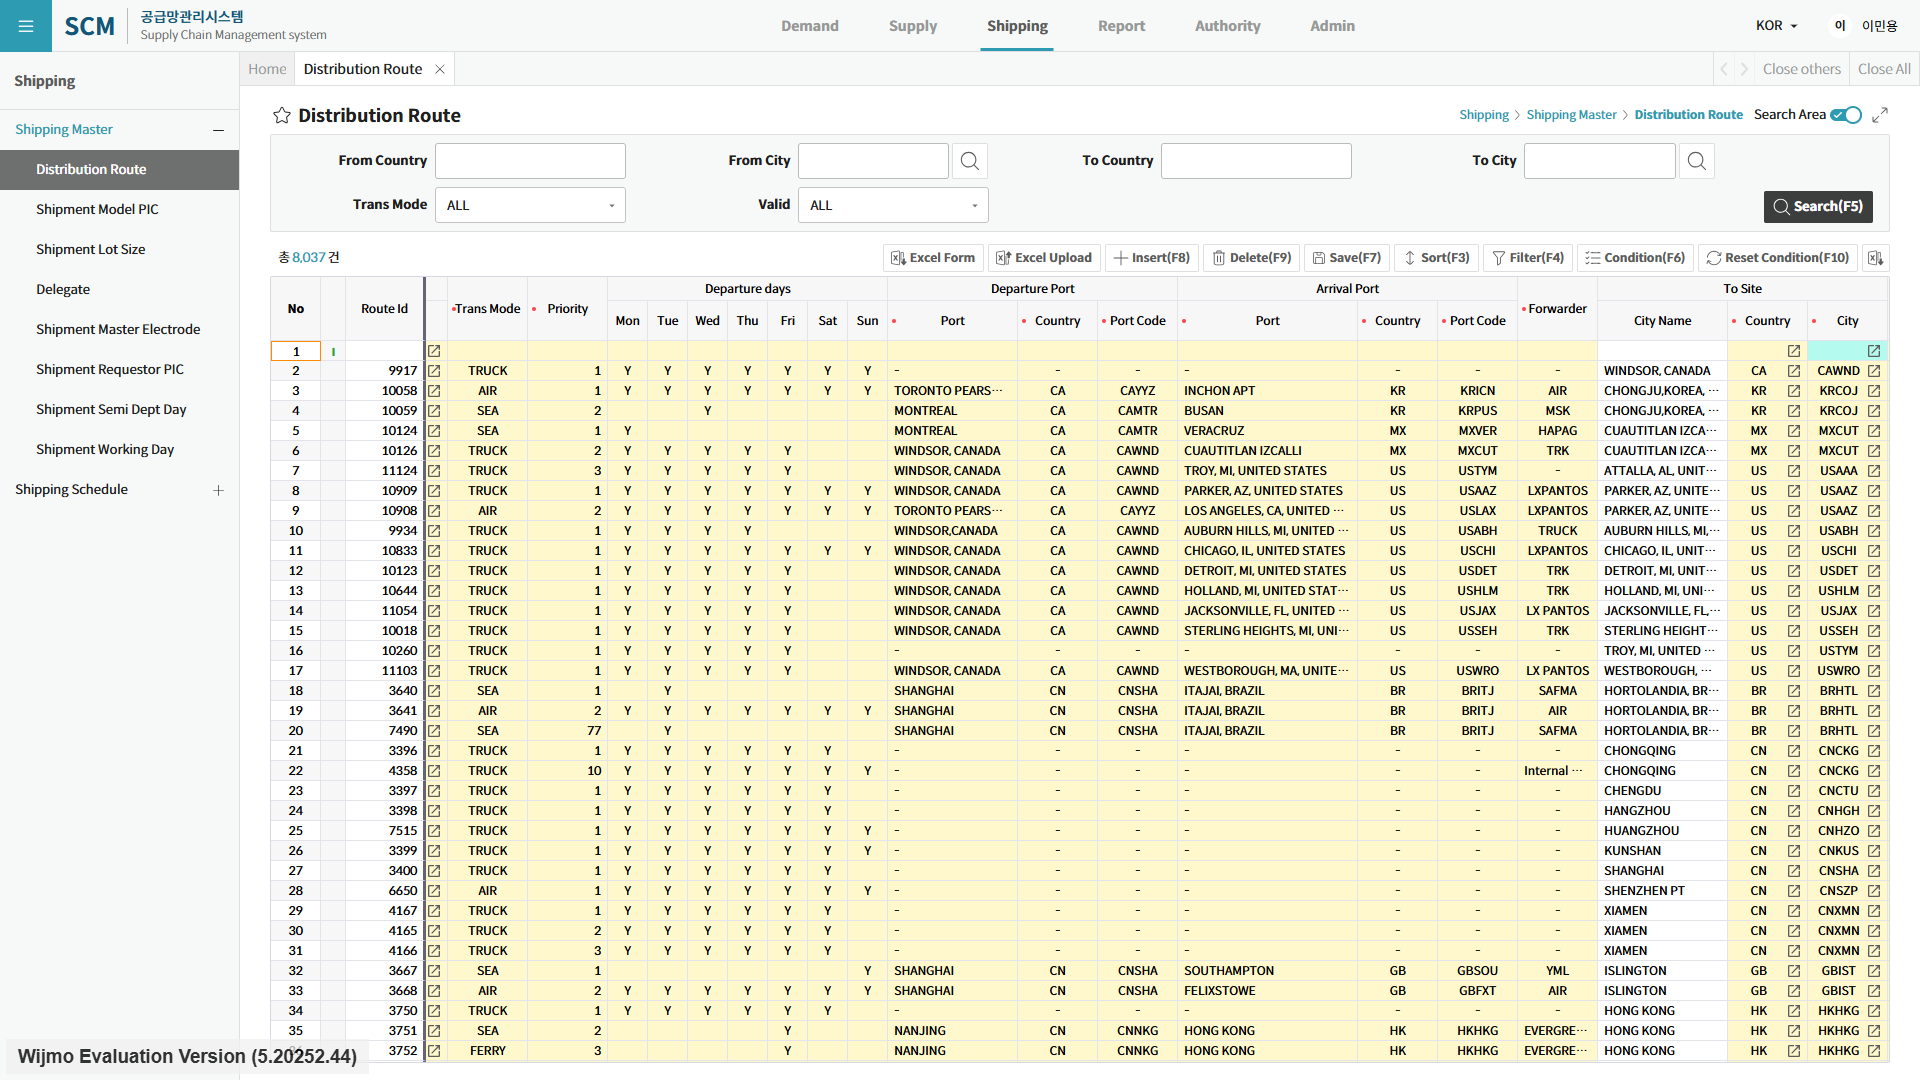 SCM 공급망관리시스템 Supply Chain Management system
Demand Supply Shipping Report Authority Admin
KOR 이 이민용
Shipping
Home Distribution Route Close others Close All
Shipping Master
Distribution Route
Shipment Model PIC
Shipment Lot Size
Delegate
Shipment Master Electrode
Shipment Requestor PIC
Shipment Semi Dept Day
Shipment Working Day
Shipping Schedule
Distribution Route
Shipping > Shipping Master > Distribution Route Search Area
From Country From City To Country To City
Trans Mode ALL Valid ALL Search(F5)
총 8,037 건
Excel Form Excel Upload Insert(F8) Delete(F9) Save(F7) Sort(F3) Filter(F4) Condition(F6) Reset Condition(F10)
No Route Id Trans Mode Priority Departure days Departure Port Arrival Port Forwarder To Site
Mon Tue Wed Thu Fri Sat Sun Port Country Port Code Port Country Port Code City Name Country City
1 I
2 9917 TRUCK 1 Y Y Y Y Y Y Y - - - - - - - WINDSOR, CANADA CA CAWND
3 10058 AIR 1 Y Y Y Y Y Y Y TORONTO PEARS··· CA CAYYZ INCHON APT KR KRICN AIR CHONGJU,KOREA, ··· KR KRCOJ
4 10059 SEA 2 Y MONTREAL CA CAMTR BUSAN KR KRPUS MSK CHONGJU,KOREA, ··· KR KRCOJ
5 10124 SEA 1 Y MONTREAL CA CAMTR VERACRUZ MX MXVER HAPAG CUAUTITLAN IZCA··· MX MXCUT
6 10126 TRUCK 2 Y Y Y Y Y WINDSOR, CANADA CA CAWND CUAUTITLAN IZCALLI MX MXCUT TRK CUAUTITLAN IZCA··· MX MXCUT
7 11124 TRUCK 3 Y Y Y Y Y WINDSOR, CANADA CA CAWND TROY, MI, UNITED STATES US USTYM - ATTALLA, AL, UNIT··· US USAAA
8 10909 TRUCK 1 Y Y Y Y Y Y Y WINDSOR, CANADA CA CAWND PARKER, AZ, UNITED STATES US USAAZ LXPANTOS PARKER, AZ, UNITE··· US USAAZ
9 10908 AIR 2 Y Y Y Y Y Y Y TORONTO PEARS··· CA CAYYZ LOS ANGELES, CA, UNITED ··· US USLAX LXPANTOS PARKER, AZ, UNITE··· US USAAZ
10 9934 TRUCK 1 Y Y Y Y WINDSOR,CANADA CA CAWND AUBURN HILLS, MI, UNITED ··· US USABH TRUCK AUBURN HILLS, MI,··· US USABH
11 10833 TRUCK 1 Y Y Y Y Y Y Y WINDSOR, CANADA CA CAWND CHICAGO, IL, UNITED STATES US USCHI LXPANTOS CHICAGO, IL, UNIT··· US USCHI
12 10123 TRUCK 1 Y Y Y Y Y WINDSOR, CANADA CA CAWND DETROIT, MI, UNITED STATES US USDET TRK DETROIT, MI, UNIT··· US USDET
13 10644 TRUCK 1 Y Y Y Y Y WINDSOR, CANADA CA CAWND HOLLAND, MI, UNITED STAT··· US USHLM TRK HOLLAND, MI, UNI··· US USHLM
14 11054 TRUCK 1 Y Y Y Y Y WINDSOR, CANADA CA CAWND JACKSONVILLE, FL, UNITED ··· US USJAX LX PANTOS JACKSONVILLE, FL,··· US USJAX
15 10018 TRUCK 1 Y Y Y Y Y WINDSOR, CANADA CA CAWND STERLING HEIGHTS, MI, UNI··· US USSEH TRK STERLING HEIGHT··· US USSEH
16 10260 TRUCK 1 Y Y Y Y Y - - - - - - - TROY, MI, UNITED ··· US USTYM
17 11103 TRUCK 1 Y Y Y Y Y WINDSOR, CANADA CA CAWND WESTBOROUGH, MA, UNITE··· US USWRO LX PANTOS WESTBOROUGH, ··· US USWRO
18 3640 SEA 1 Y SHANGHAI CN CNSHA ITAJAI, BRAZIL BR BRITJ SAFMA HORTOLANDIA, BR··· BR BRHTL
19 3641 AIR 2 Y Y Y Y Y Y Y SHANGHAI CN CNSHA ITAJAI, BRAZIL BR BRITJ AIR HORTOLANDIA, BR··· BR BRHTL
20 7490 SEA 77 Y SHANGHAI CN CNSHA ITAJAI, BRAZIL BR BRITJ SAFMA HORTOLANDIA, BR··· BR BRHTL
21 3396 TRUCK 1 Y Y Y Y Y Y - - - - - - - CHONGQING CN CNCKG
22 4358 TRUCK 10 Y Y Y Y Y Y Y - - - - - - Internal ··· CHONGQING CN CNCKG
23 3397 TRUCK 1 Y Y Y Y Y Y - - - - - - - CHENGDU CN CNCTU
24 3398 TRUCK 1 Y Y Y Y Y Y - - - - - - - HANGZHOU CN CNHGH
25 7515 TRUCK 1 Y Y Y Y Y Y Y - - - - - - - HUANGZHOU CN CNHZO
26 3399 TRUCK 1 Y Y Y Y Y Y Y - - - - - - - KUNSHAN CN CNKUS
27 3400 TRUCK 1 Y Y Y Y Y Y - - - - - - - SHANGHAI CN CNSHA
28 6650 AIR 1 Y Y Y Y Y Y Y - - - - - - - SHENZHEN PT CN CNSZP
29 4167 TRUCK 1 Y Y Y Y Y Y - - - - - - - XIAMEN CN CNXMN
30 4165 TRUCK 2 Y Y Y Y Y Y - - - - - - - XIAMEN CN CNXMN
31 4166 TRUCK 3 Y Y Y Y Y Y - - - - - - - XIAMEN CN CNXMN
32 3667 SEA 1 Y SHANGHAI CN CNSHA SOUTHAMPTON GB GBSOU YML ISLINGTON GB GBIST
33 3668 AIR 2 Y Y Y Y Y Y Y SHANGHAI CN CNSHA FELIXSTOWE GB GBFXT AIR ISLINGTON GB GBIST
34 3750 TRUCK 1 Y Y Y Y Y Y - - - - - - - HONG KONG HK HKHKG
35 3751 SEA 2 Y NANJING CN CNNKG HONG KONG HK HKHKG EVERGRE··· HONG KONG HK HKHKG
3752 FERRY 3 Y NANJING CN CNNKG HONG KONG HK HKHKG EVERGRE··· HONG KONG HK HKHKG
Wijmo Evaluation Version (5.20252.44)